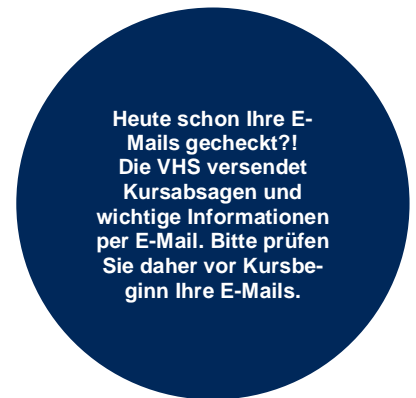 Heute schon Ihre E-
Mails gecheckt?!
Die VHS versendet
Kursabsagen und
wichtige Informationen
per E-Mail. Bitte prüfen
Sie daher vor Kursbe-
ginn Ihre E-Mails.